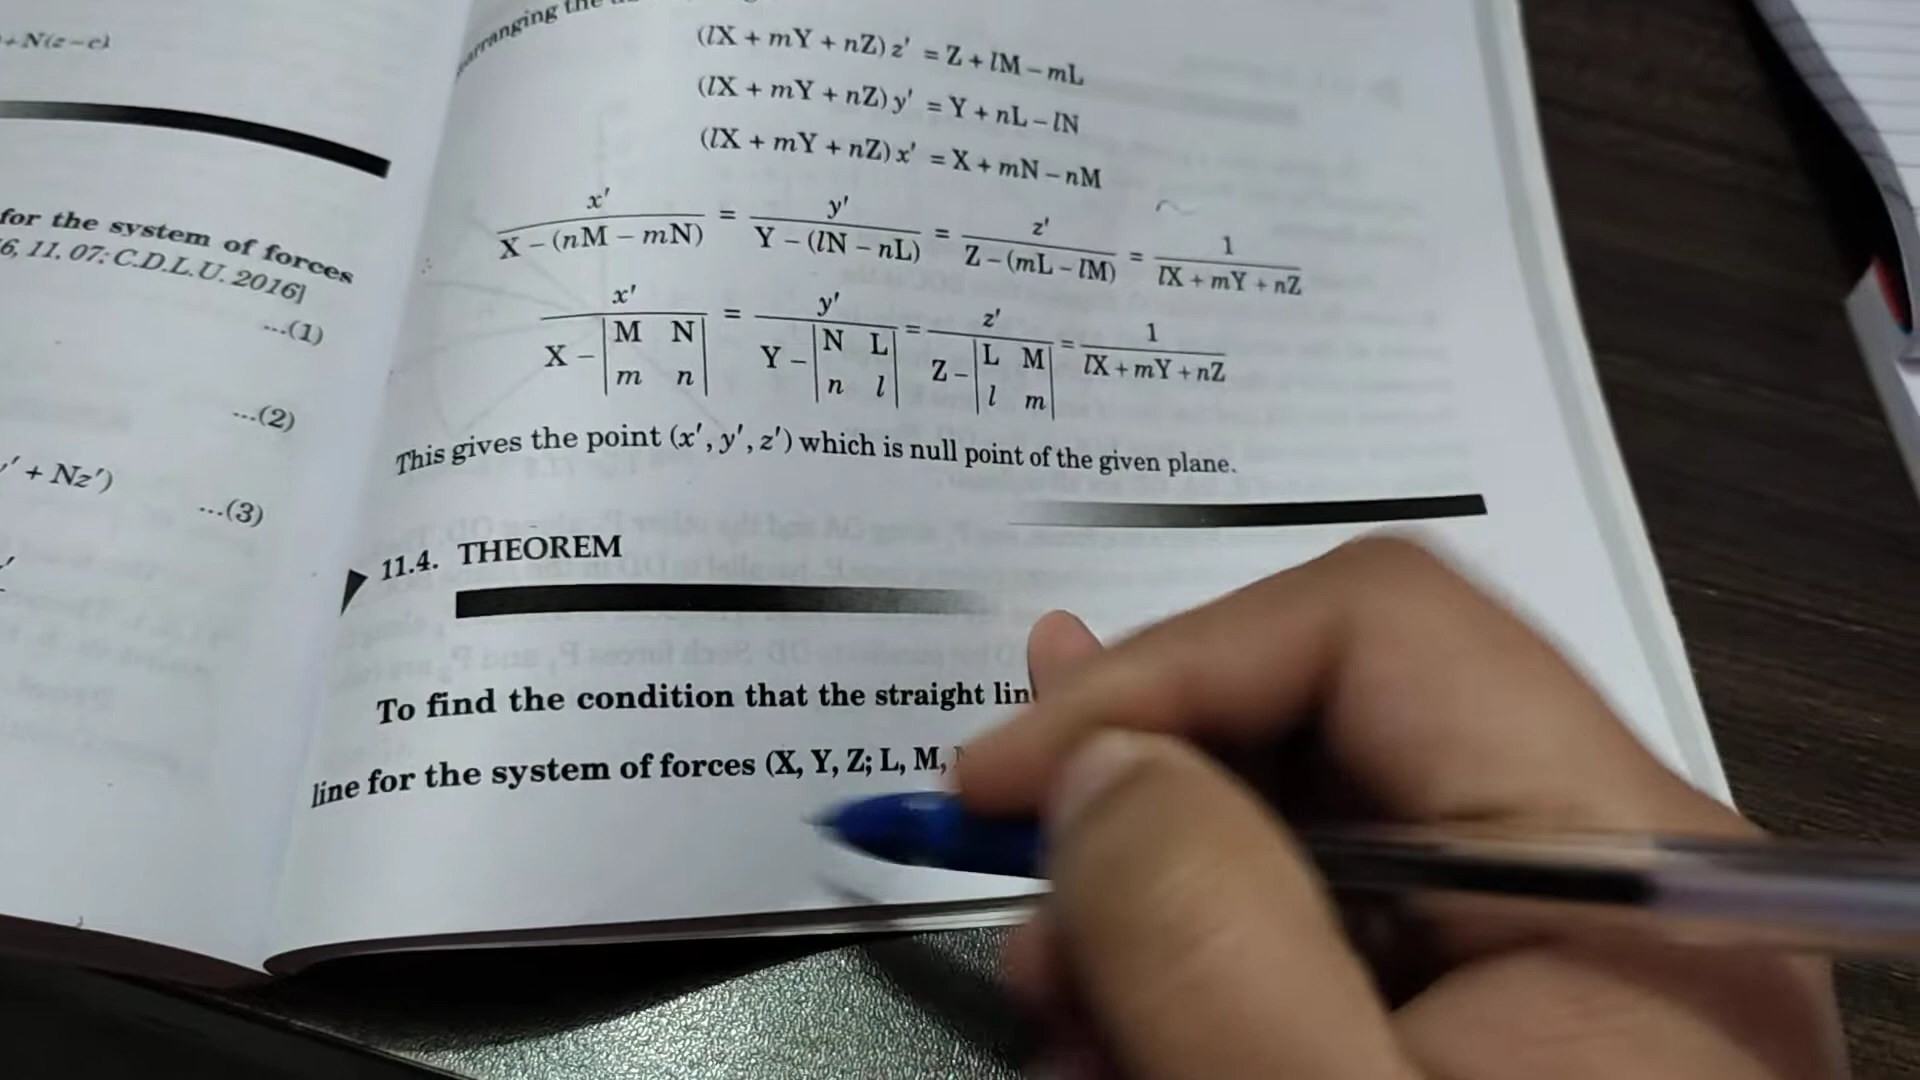 + N(z – c)
for the system of forces
6, 11, 07; C.D.L.U. 2016]
...(1)
...(2)
′ + Nz′)
...(3)
arranging the
(lX + mY + nZ) z′ = Z + lM – mL
(lX + mY + nZ) y′ = Y + nL – lN
(lX + mY + nZ) x′ = X + mN – nM
x′ / X – (nM – mN) = y′ / Y – (lN – nL) = z′ / Z – (mL – lM) = 1 / lX + mY + nZ
x′ / X – |M N; m n| = y′ / Y – |N L; n l| = z′ / Z – |L M; l m| = 1 / lX + mY + nZ
This gives the point (x′, y′, z′) which is null point of the given plane.
11.4. THEOREM
To find the condition that the straight lin
line for the system of forces (X, Y, Z; L, M,